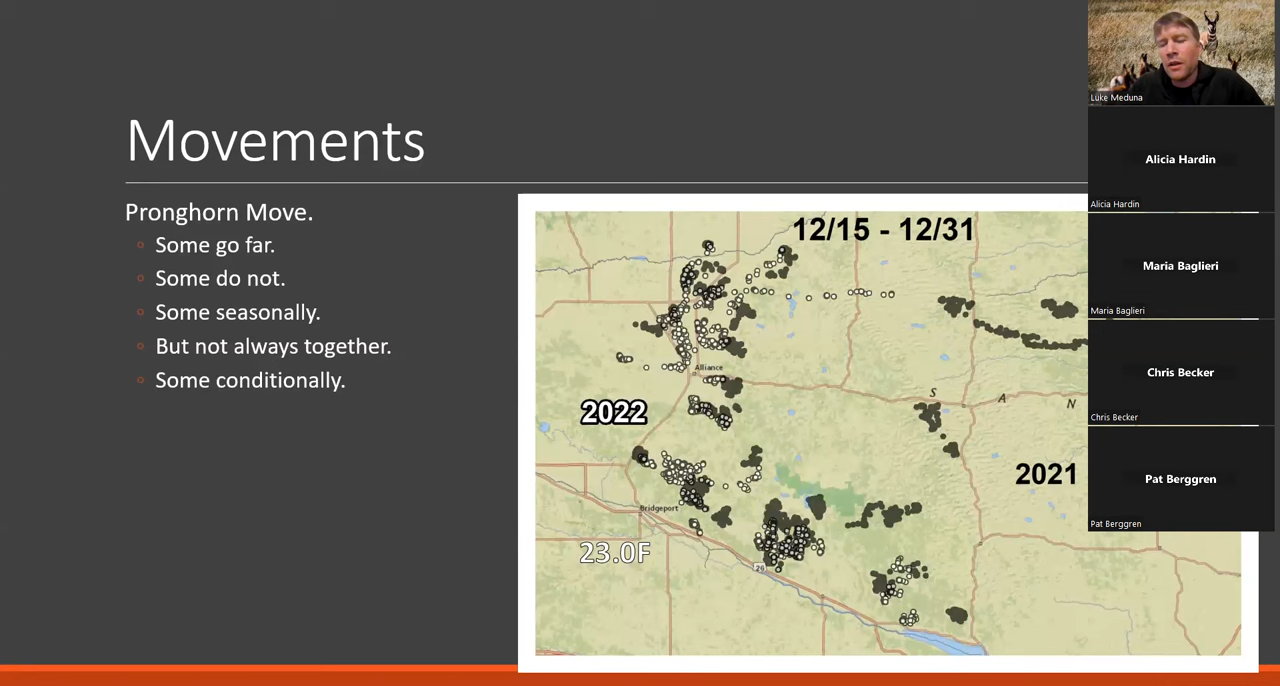 Movements
Pronghorn Move.
Some go far.
Some do not.
Some seasonally.
But not always together.
Some conditionally.
12/15 - 12/31
Alliance
2022
S A N
2021
Bridgeport
23.0F
26
Luke Meduna
Alicia Hardin
Alicia Hardin
Maria Baglieri
Maria Baglieri
Chris Becker
Chris Becker
Pat Berggren
Pat Berggren